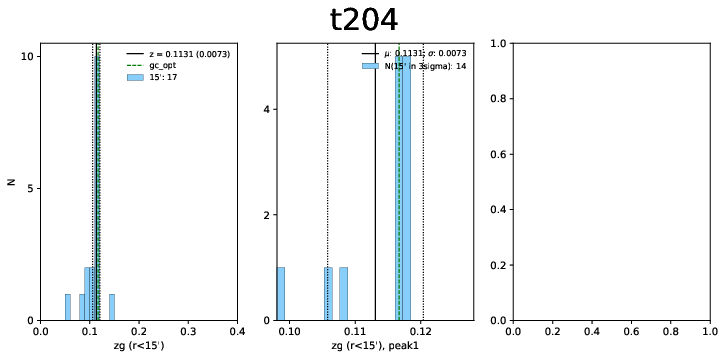 t204
z = 0.1131 (0.0073)
gc_opt
15': 17
N
10
5
0
0.0 0.1 0.2 0.3 0.4
zg (r<15')
μ: 0.1131, σ: 0.0073
N(15' in 3sigma): 14
4
2
0
0.10 0.11 0.12
zg (r<15'), peak1
1.0
0.8
0.6
0.4
0.2
0.0
0.0 0.2 0.4 0.6 0.8 1.0